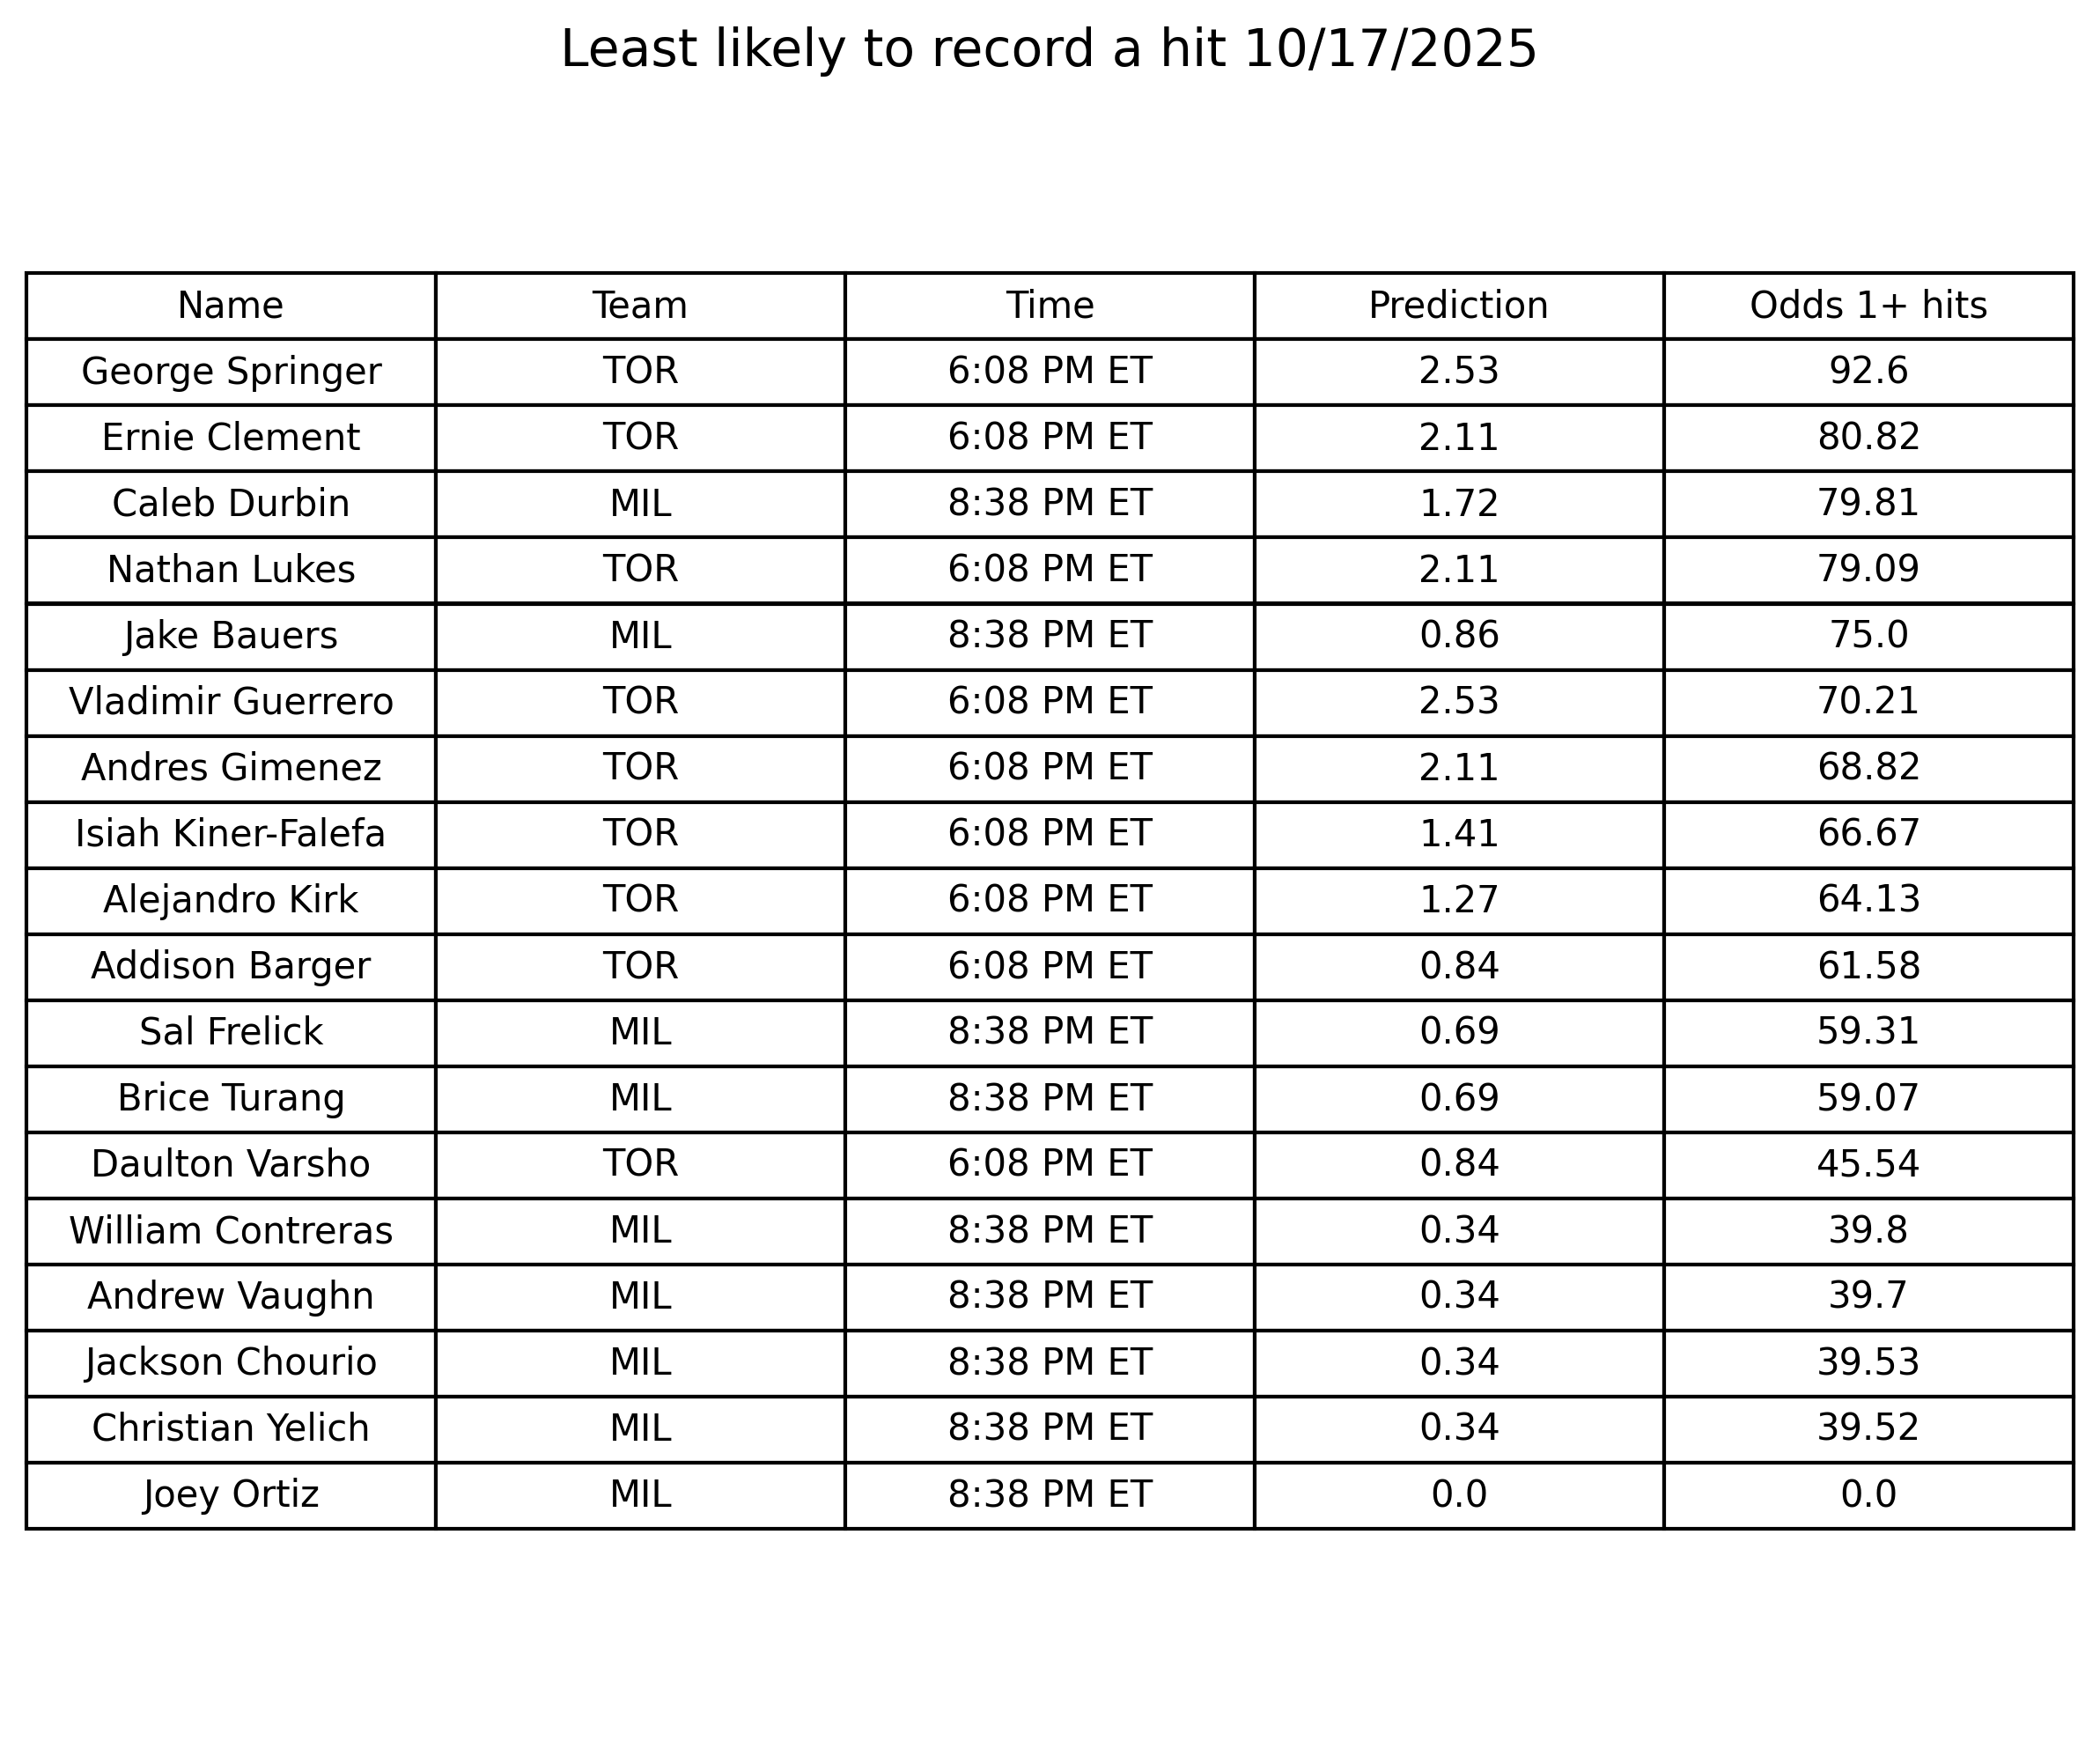 Least likely to record a hit 10/17/2025
Name Team Time Prediction Odds 1+ hits
George Springer TOR 6:08 PM ET 2.53 92.6
Ernie Clement TOR 6:08 PM ET 2.11 80.82
Caleb Durbin MIL 8:38 PM ET 1.72 79.81
Nathan Lukes TOR 6:08 PM ET 2.11 79.09
Jake Bauers MIL 8:38 PM ET 0.86 75.0
Vladimir Guerrero TOR 6:08 PM ET 2.53 70.21
Andres Gimenez TOR 6:08 PM ET 2.11 68.82
Isiah Kiner-Falefa TOR 6:08 PM ET 1.41 66.67
Alejandro Kirk TOR 6:08 PM ET 1.27 64.13
Addison Barger TOR 6:08 PM ET 0.84 61.58
Sal Frelick MIL 8:38 PM ET 0.69 59.31
Brice Turang MIL 8:38 PM ET 0.69 59.07
Daulton Varsho TOR 6:08 PM ET 0.84 45.54
William Contreras MIL 8:38 PM ET 0.34 39.8
Andrew Vaughn MIL 8:38 PM ET 0.34 39.7
Jackson Chourio MIL 8:38 PM ET 0.34 39.53
Christian Yelich MIL 8:38 PM ET 0.34 39.52
Joey Ortiz MIL 8:38 PM ET 0.0 0.0